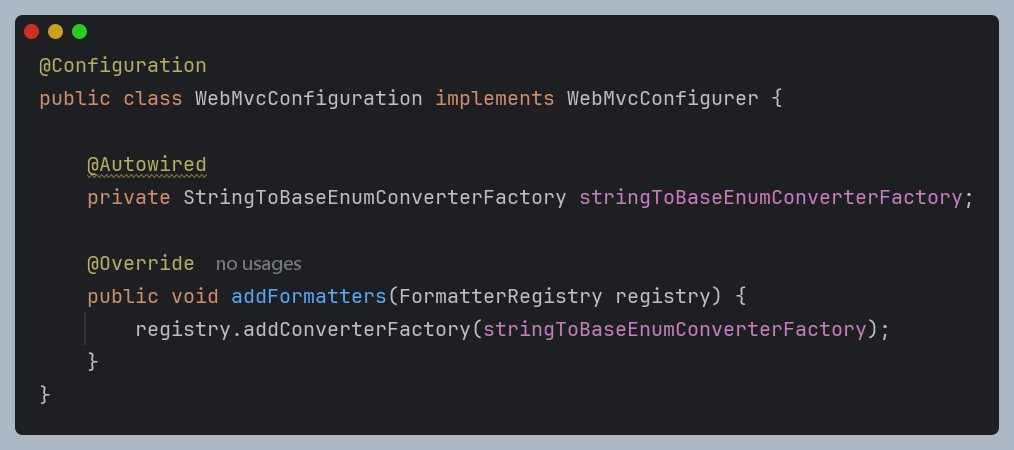 @Configuration
public class WebMvcConfiguration implements WebMvcConfigurer {
@Autowired
private StringToBaseEnumConverterFactory stringToBaseEnumConverterFactory;
@Override no usages
public void addFormatters(FormatterRegistry registry) {
registry.addConverterFactory(stringToBaseEnumConverterFactory);
}
}